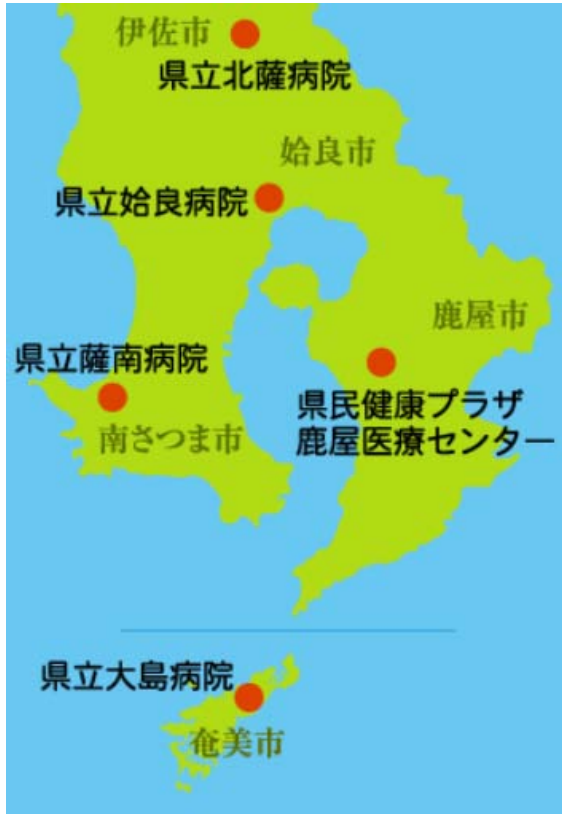 伊佐市
県立北薩病院
姶良市
県立姶良病院
鹿屋市
県立薩南病院
県民健康プラザ
鹿屋医療センター
南さつま市
県立大島病院
奄美市